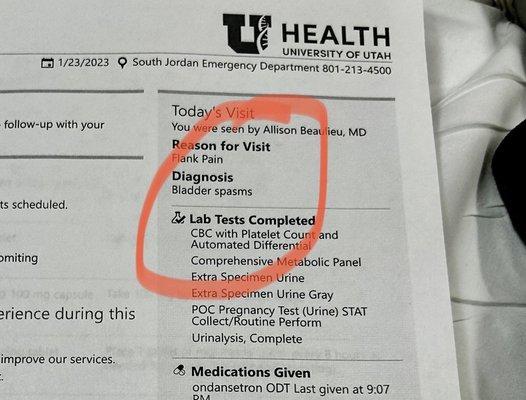 U HEALTH
UNIVERSITY OF UTAH
1/23/2023 South Jordan Emergency Department 801-213-4500
Today's Visit
You were seen by Allison Beaulieu, MD
follow-up with your
Reason for Visit
Flank Pain
Diagnosis
Bladder spasms
ts scheduled.
Lab Tests Completed
CBC with Platelet Count and
Automated Differential
omiting
Comprehensive Metabolic Panel
Extra Specimen Urine
Extra Specimen Urine Gray
erience during this
POC Pregnancy Test (Urine) STAT
Collect/Routine Perform
Urinalysis, Complete
improve our services.
Medications Given
ondansetron ODT Last given at 9:07
PM